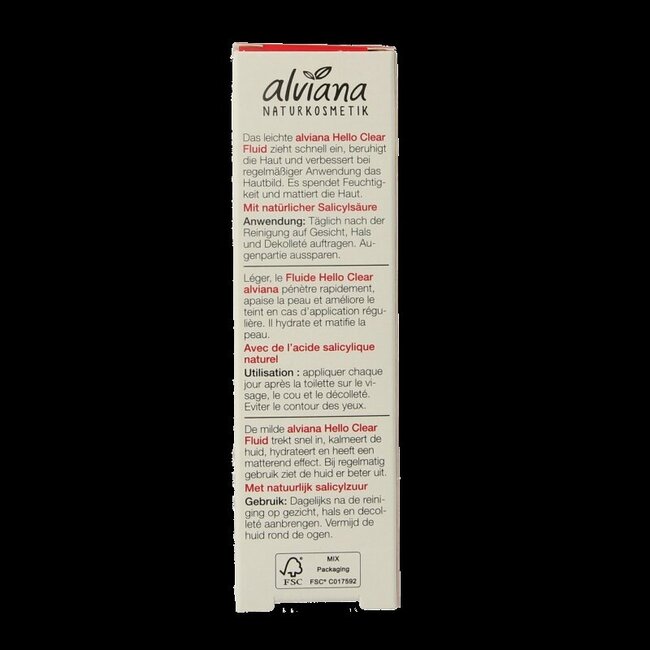 alviana
NATURKOSMETIK
Das leichte alviana Hello Clear
Fluid zieht schnell ein, beruhigt
die Haut und verbessert bei
regelmäßiger Anwendung das
Hautbild. Es spendet Feuchtig-
keit und mattiert die Haut.
Mit natürlicher Salicylsäure
Anwendung: Täglich nach der
Reinigung auf Gesicht, Hals
und Dekolleté auftragen. Au-
genpartie aussparen.
Léger, le Fluide Hello Clear
alviana pénètre rapidement,
apaise la peau et améliore le
teint en cas d'application régu-
lière. Il hydrate et matifie la
peau.
Avec de l'acide salicylique
naturel
Utilisation : appliquer chaque
jour après la toilette sur le vi-
sage, le cou et le décolleté.
Eviter le contour des yeux.
De milde alviana Hello Clear
Fluid trekt snel in, kalmeert de
huid, hydrateert en heeft een
matterend effect. Bij regelmatig
gebruik ziet de huid er beter uit.
Met natuurlijk salicylzuur
Gebruik: Dagelijks na de reini-
ging op gezicht, hals en decol-
leté aanbrengen. Vermijd de
huid rond de ogen.
FSC
MIX
Packaging
FSC® C017592